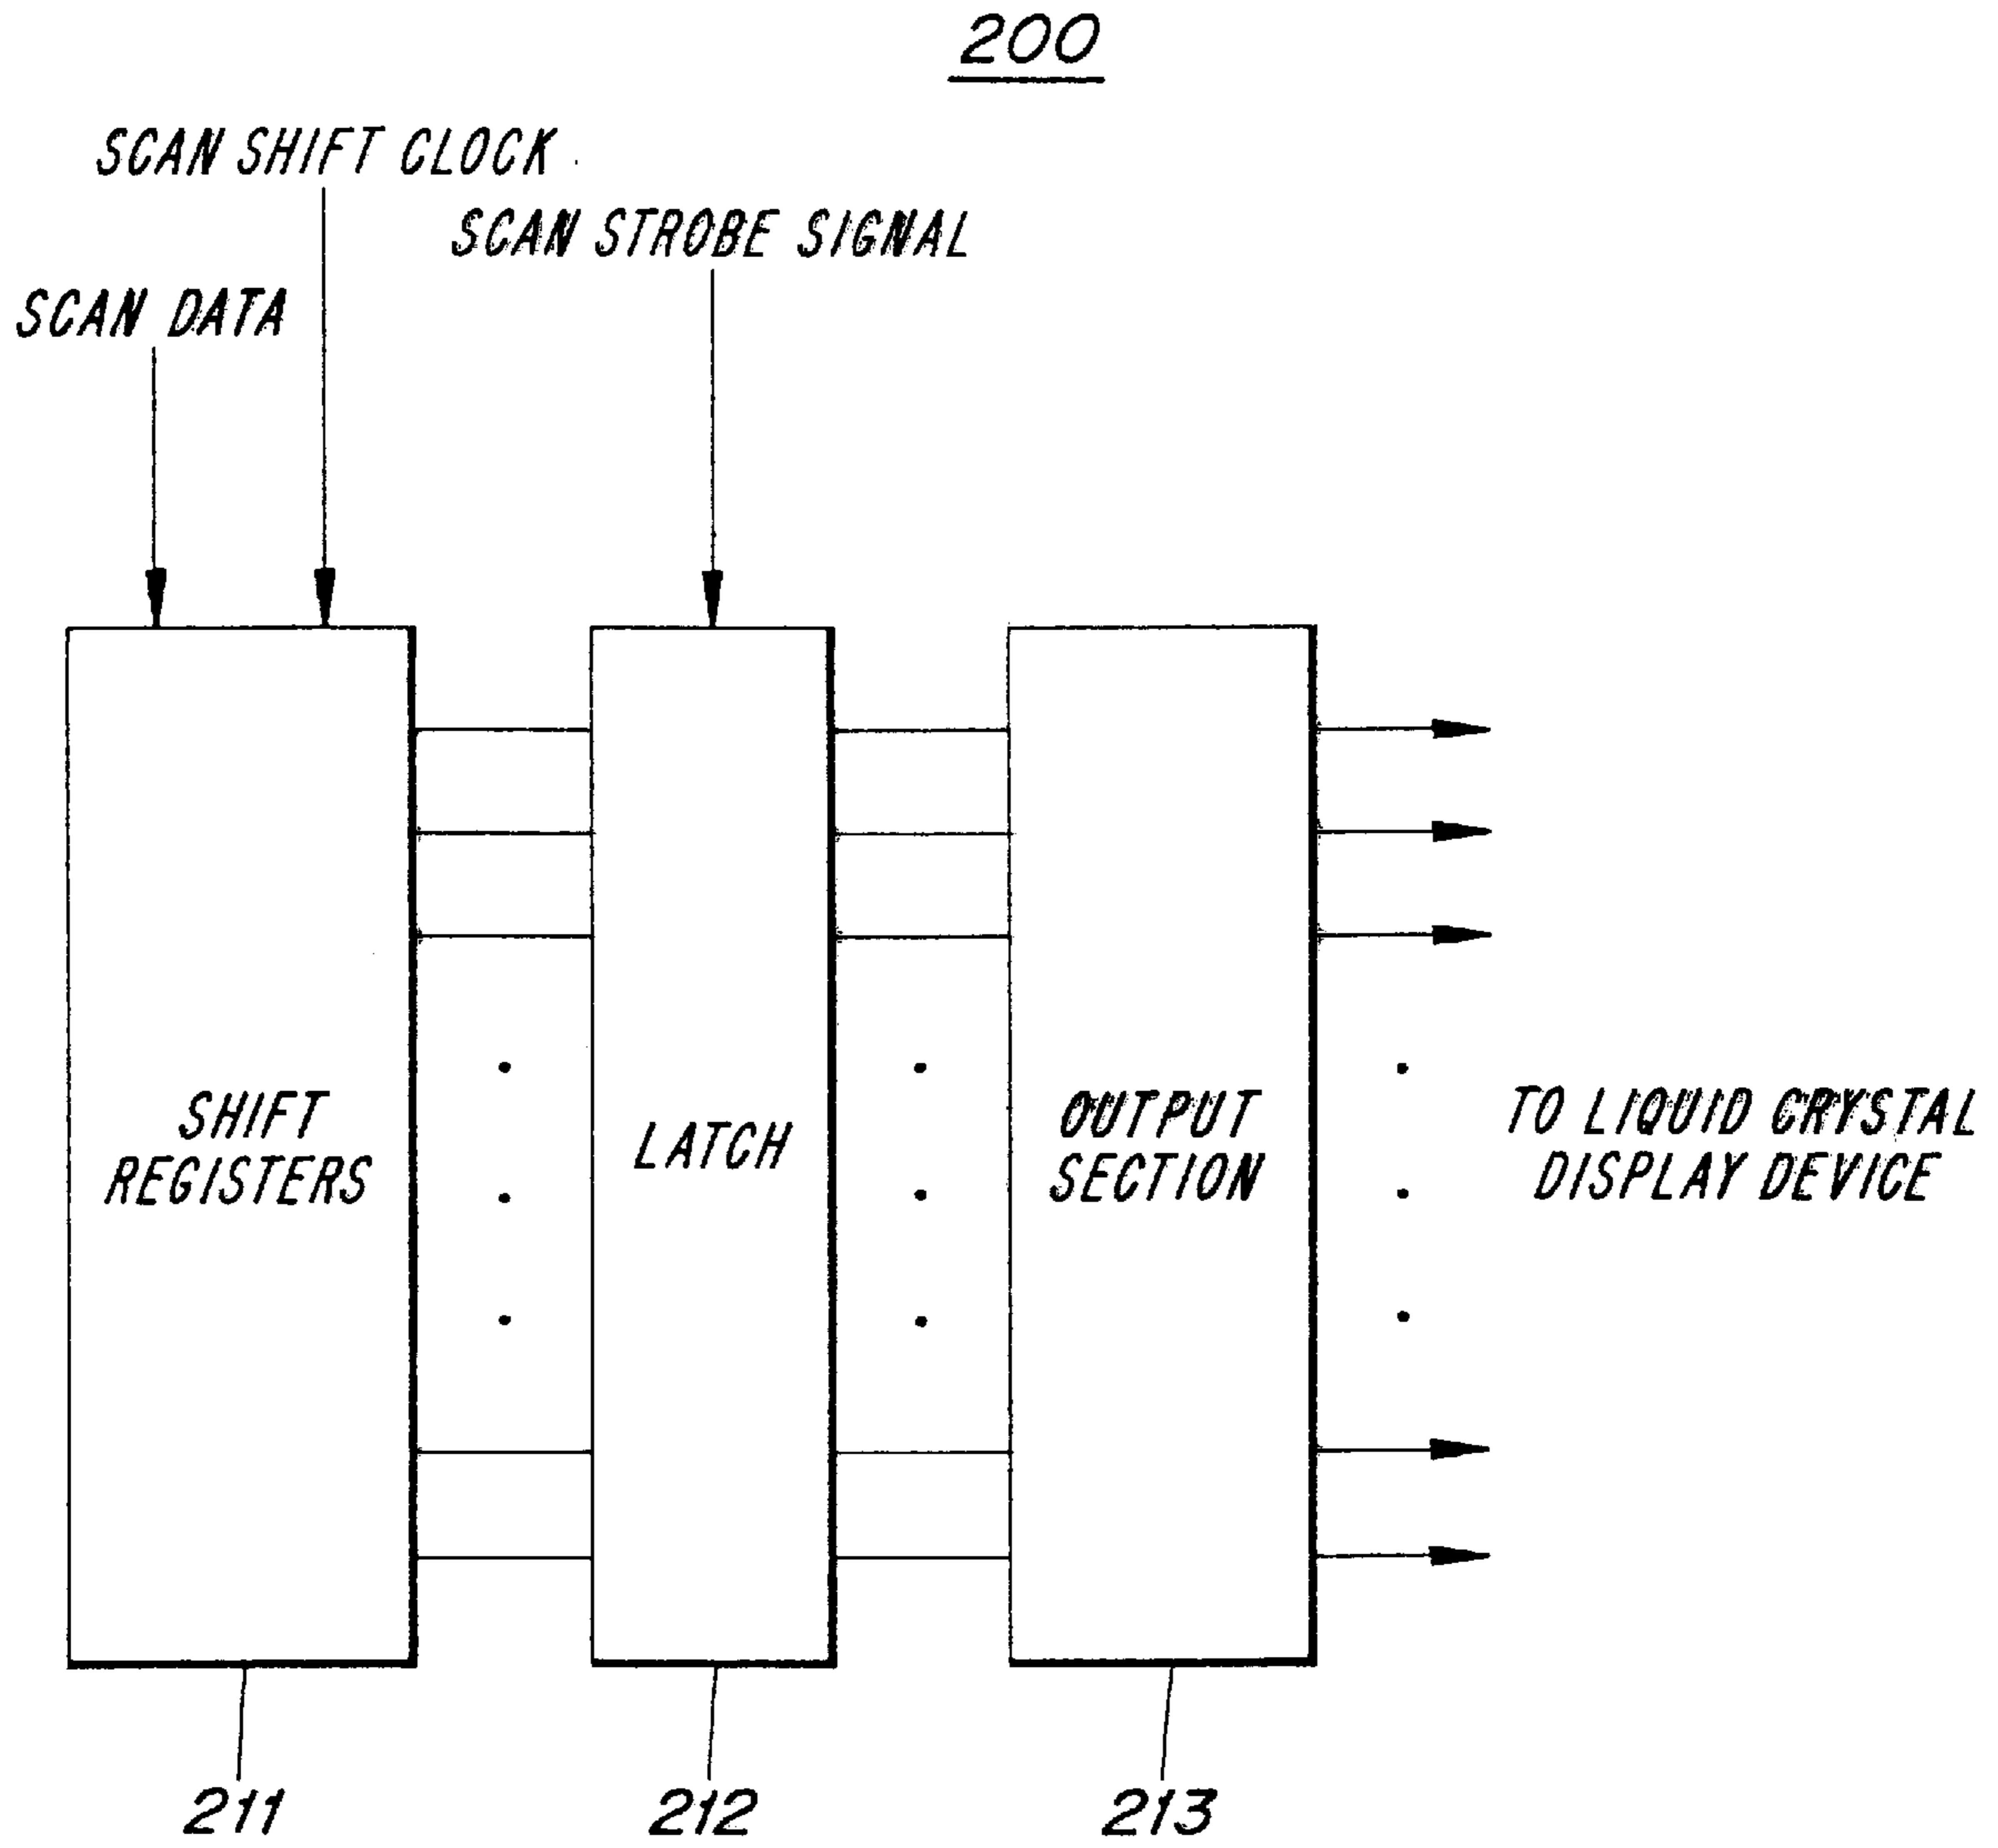 200
SCAN SHIFT CLOCK
SCAN STROBE SIGNAL
SCAN DATA
SHIFT
REGISTERS
LATCH
OUTPUT
SECTION
TO LIQUID CRYSTAL
DISPLAY DEVICE
211
212
213